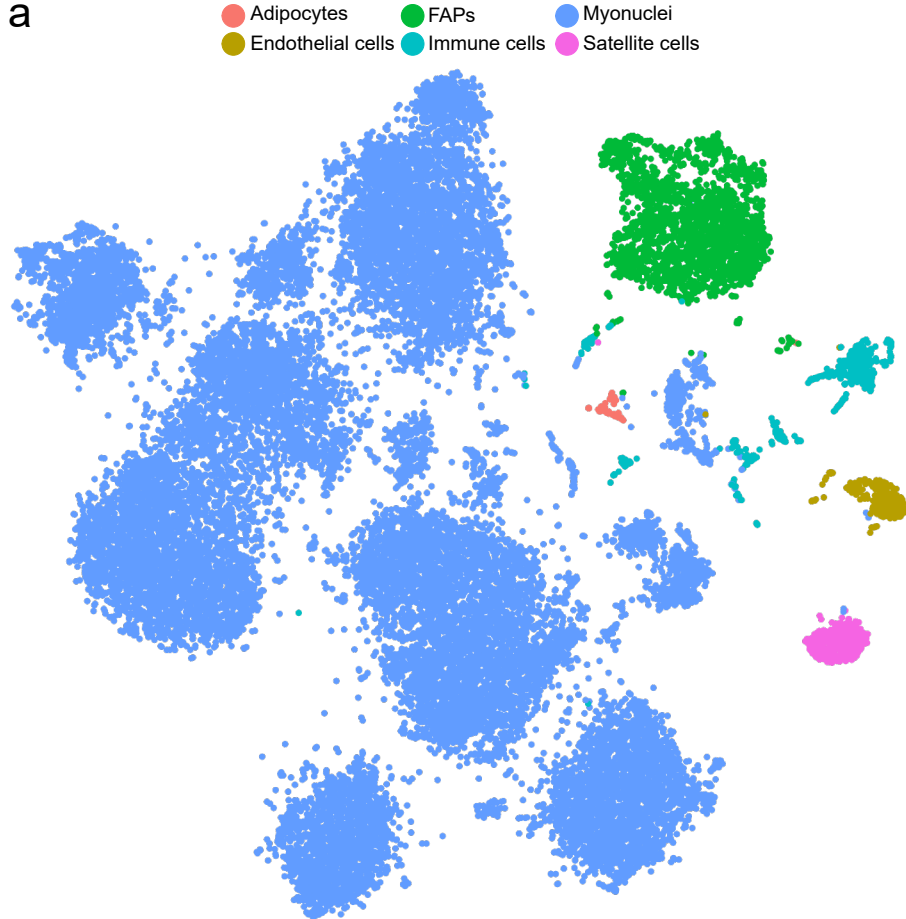 a
Adipocytes FAPs Myonuclei
Endothelial cells Immune cells Satellite cells